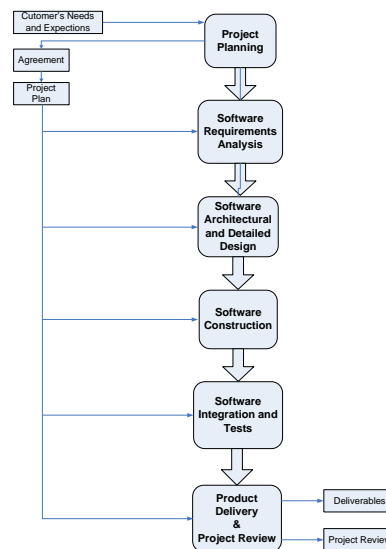 Cutomer's Needs
and Expections
Project
Planning
Agreement
Project
Plan
Software
Requirements
Analysis
Software
Architectural
and Detailed
Design
Software
Construction
Software
Integration and
Tests
Product
Delivery
&
Project Review
Deliverables
Project Review